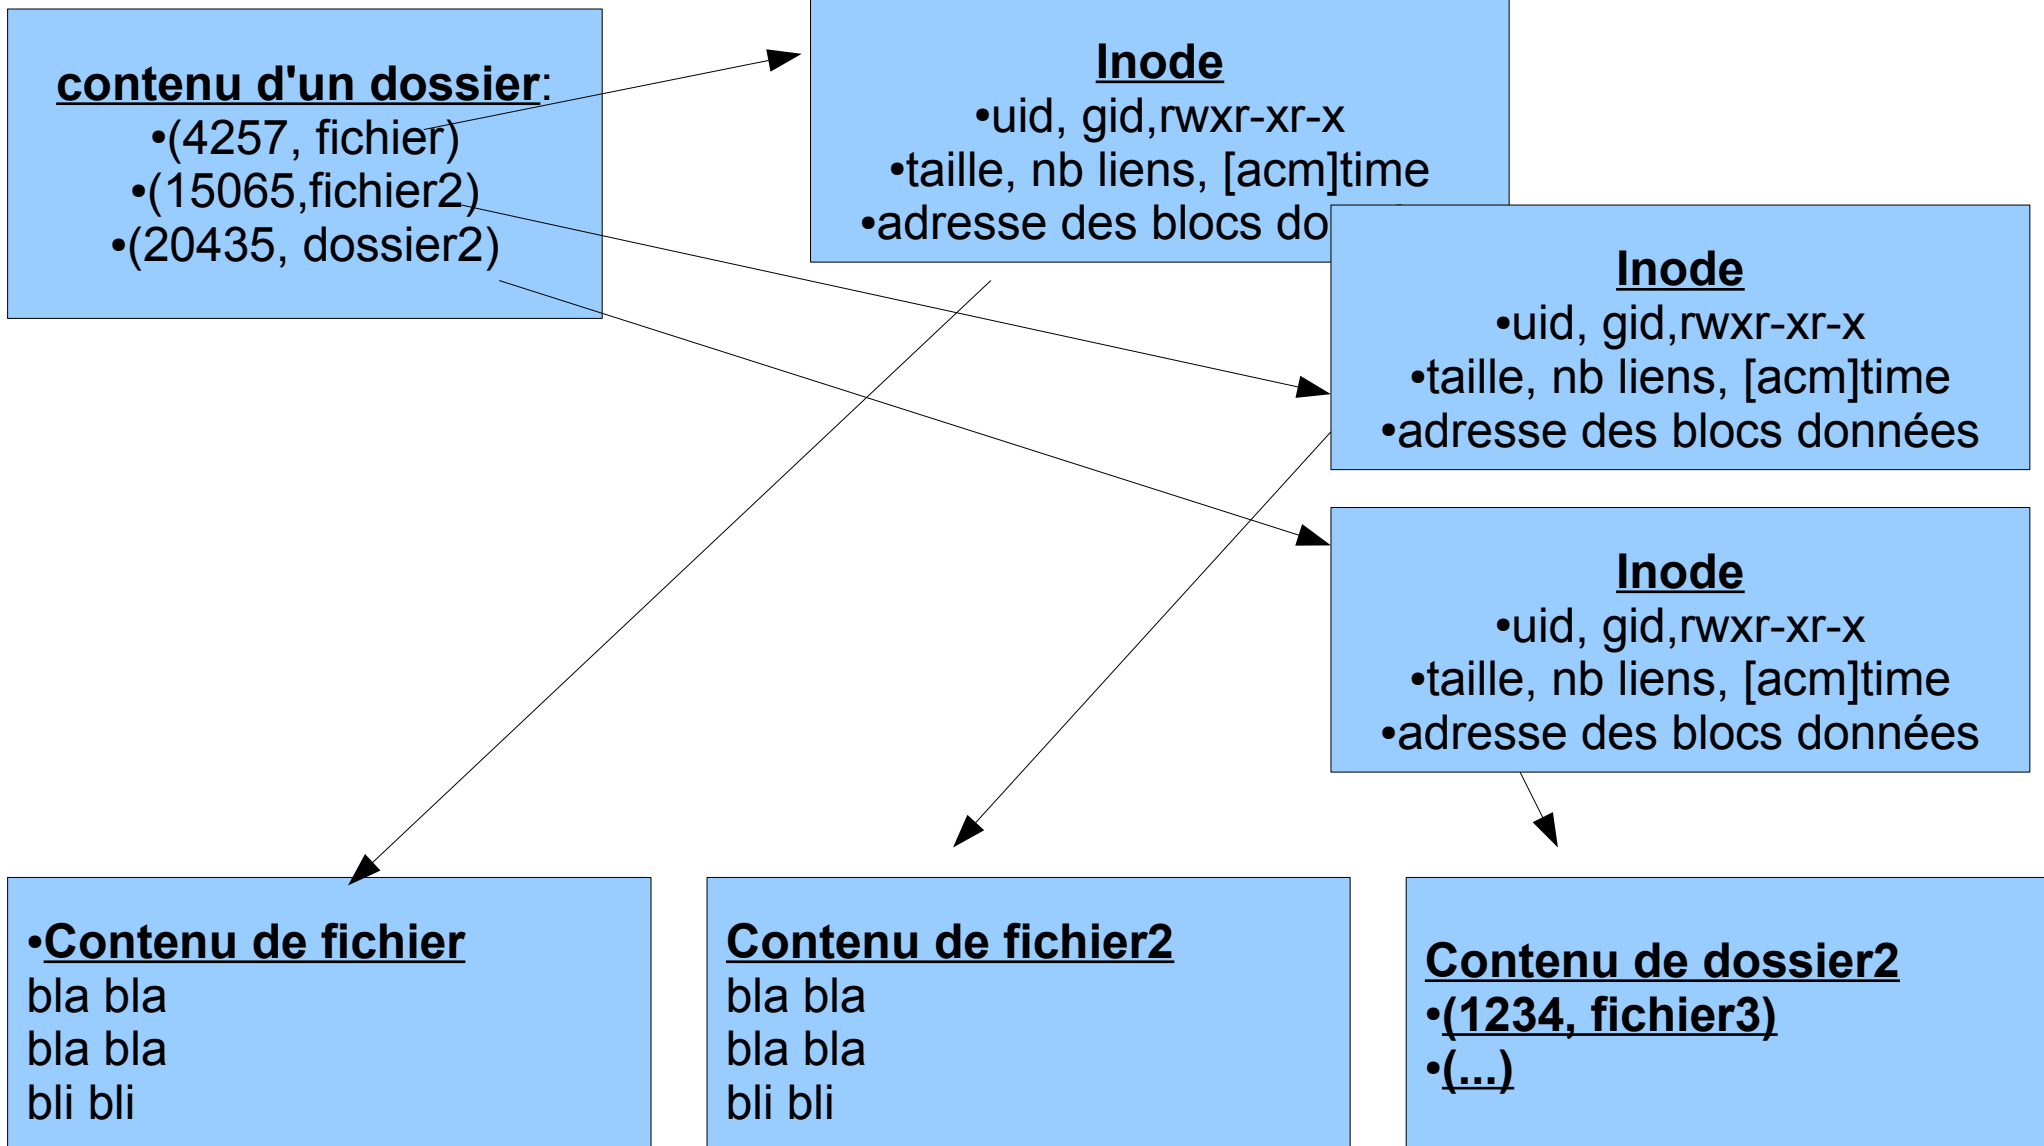 contenu d'un dossier:
•(4257, fichier)
•(15065,fichier2)
•(20435, dossier2)
Inode
•uid, gid,rwxr-xr-x
•taille, nb liens, [acm]time
•adresse des blocs do
Inode
•uid, gid,rwxr-xr-x
•taille, nb liens, [acm]time
•adresse des blocs données
Inode
•uid, gid,rwxr-xr-x
•taille, nb liens, [acm]time
•adresse des blocs données
•Contenu de fichier
bla bla
bla bla
bli bli
Contenu de fichier2
bla bla
bla bla
bli bli
Contenu de dossier2
•(1234, fichier3)
•(...)